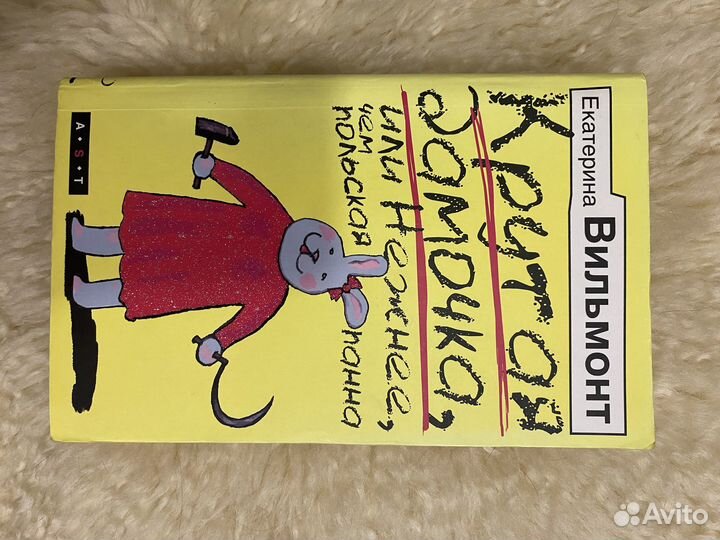 Екатерина
Вильмонт
Крутая
дамочка,
или Нежнее,
чем
польская панна
A•S•T
Avito